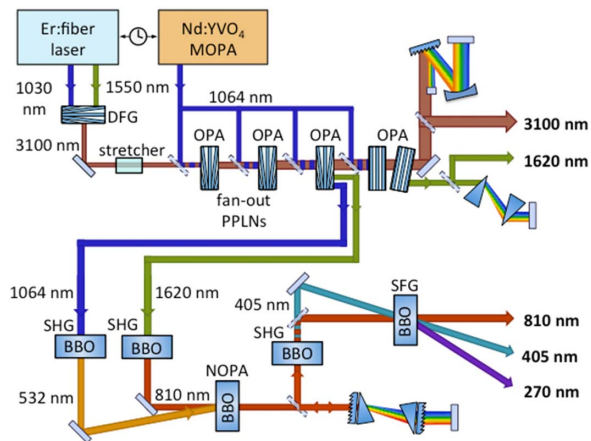 Er:fiber
laser
Nd:YVO4
MOPA
1030
nm
1550 nm
1064 nm
DFG
3100 nm
stretcher
OPA
OPA
OPA
OPA
3100 nm
1620 nm
fan-out
PPLNs
1064 nm
1620 nm
SHG
BBO
SHG
BBO
532 nm
810 nm
NOPA
BBO
405 nm
SHG
BBO
SFG
BBO
810 nm
405 nm
270 nm